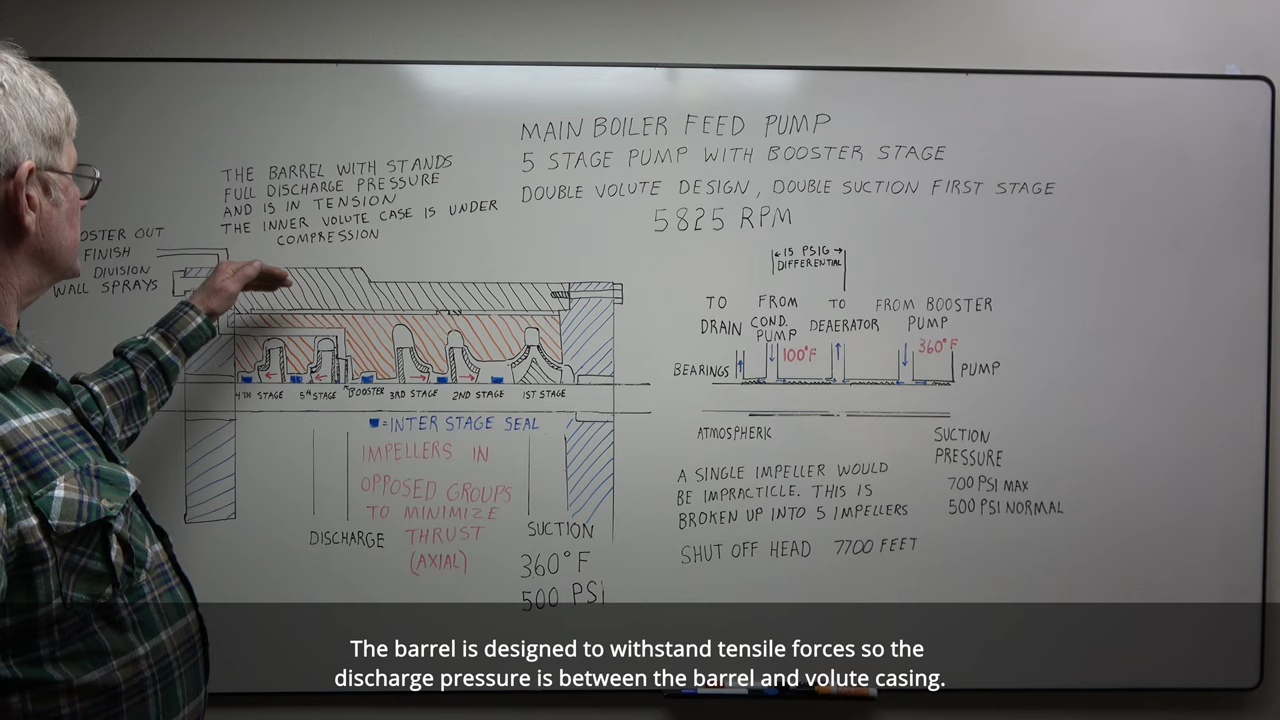 MAIN BOILER FEED PUMP
5 STAGE PUMP WITH BOOSTER STAGE
DOUBLE VOLUTE DESIGN, DOUBLE SUCTION FIRST STAGE
5825 RPM
THE BARREL WITH STANDS
FULL DISCHARGE PRESSURE
AND IS IN TENSION
THE INNER VOLUTE CASE IS UNDER
COMPRESSION
OSTER OUT
FINISH
DIVISION
WALL SPRAYS
4TH STAGE
5TH STAGE
BOOSTER
3RD STAGE
2ND STAGE
1ST STAGE
= INTER STAGE SEAL
IMPELLERS IN
OPPOSED GROUPS
TO MINIMIZE
THRUST
(AXIAL)
DISCHARGE
SUCTION
360°F
500 PSI
15 PSIG
DIFFERENTIAL
TO
DRAIN
FROM
COND.
PUMP
TO
DEAERATOR
FROM BOOSTER
PUMP
100°F
360°F
BEARINGS
PUMP
ATMOSPHERIC
SUCTION
PRESSURE
700 PSI MAX
500 PSI NORMAL
A SINGLE IMPELLER WOULD
BE IMPRACTICLE. THIS IS
BROKEN UP INTO 5 IMPELLERS
SHUT OFF HEAD 7700 FEET
The barrel is designed to withstand tensile forces so the
discharge pressure is between the barrel and volute casing.